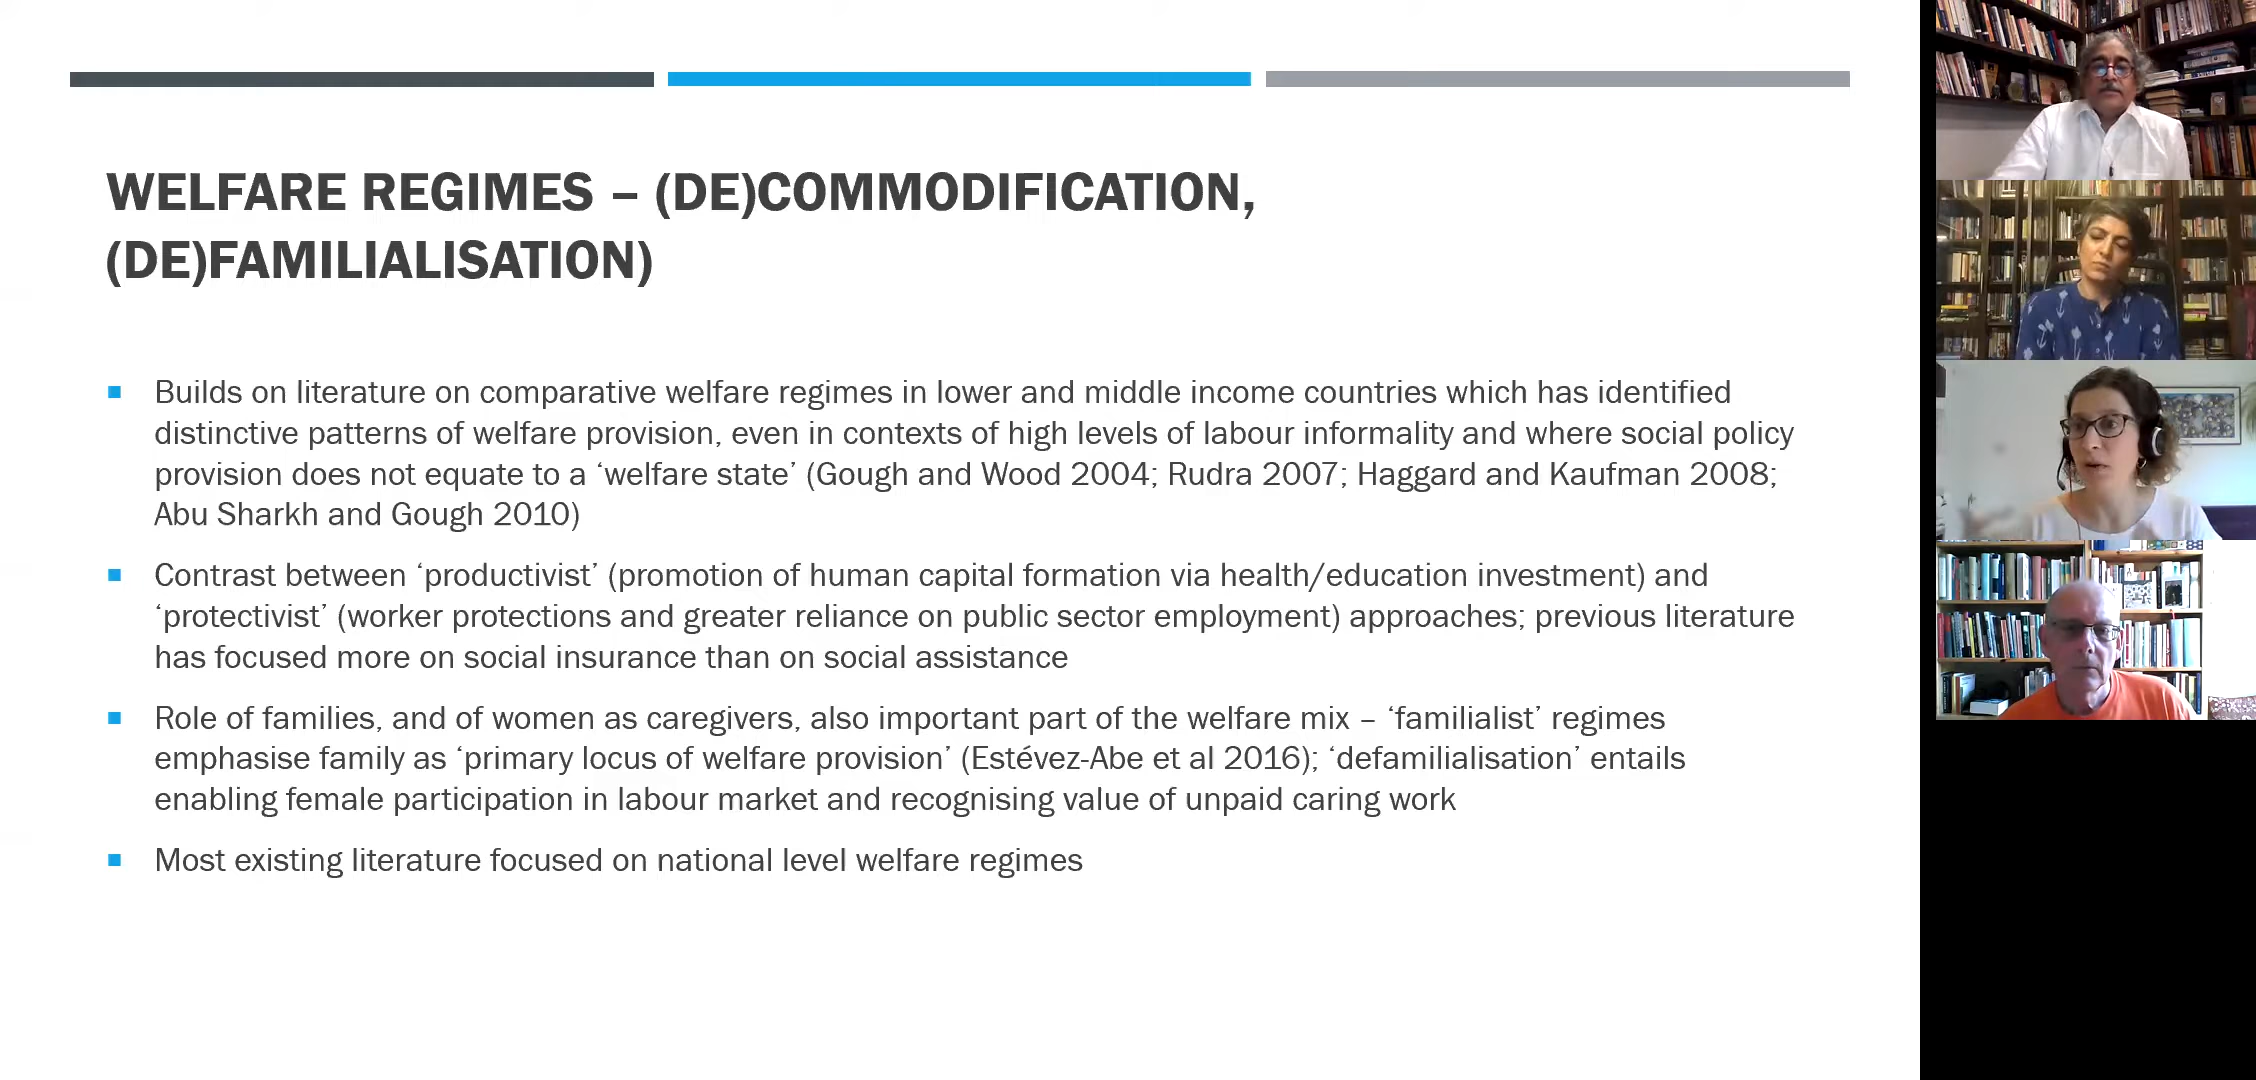 WELFARE REGIMES – (DE)COMMODIFICATION,
(DE)FAMILIALISATION)
Builds on literature on comparative welfare regimes in lower and middle income countries which has identified
distinctive patterns of welfare provision, even in contexts of high levels of labour informality and where social policy
provision does not equate to a ‘welfare state’ (Gough and Wood 2004; Rudra 2007; Haggard and Kaufman 2008;
Abu Sharkh and Gough 2010)
Contrast between ‘productivist’ (promotion of human capital formation via health/education investment) and
‘protectivist’ (worker protections and greater reliance on public sector employment) approaches; previous literature
has focused more on social insurance than on social assistance
Role of families, and of women as caregivers, also important part of the welfare mix – ‘familialist’ regimes
emphasise family as ‘primary locus of welfare provision’ (Estévez-Abe et al 2016); ‘defamilialisation’ entails
enabling female participation in labour market and recognising value of unpaid caring work
Most existing literature focused on national level welfare regimes